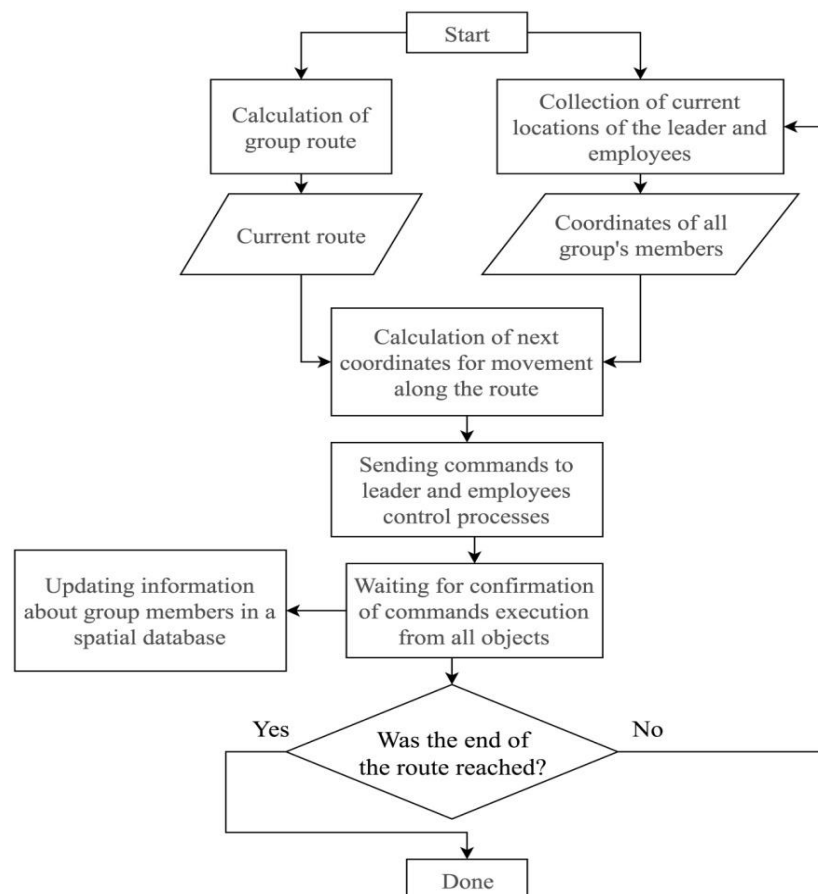 Start
Calculation of
group route
Collection of current
locations of the leader and
employees
Current route
Coordinates of all
group's members
Calculation of next
coordinates for movement
along the route
Sending commands to
leader and employees
control processes
Updating information
about group members in a
spatial database
Waiting for confirmation
of commands execution
from all objects
Yes
No
Was the end of
the route reached?
Done